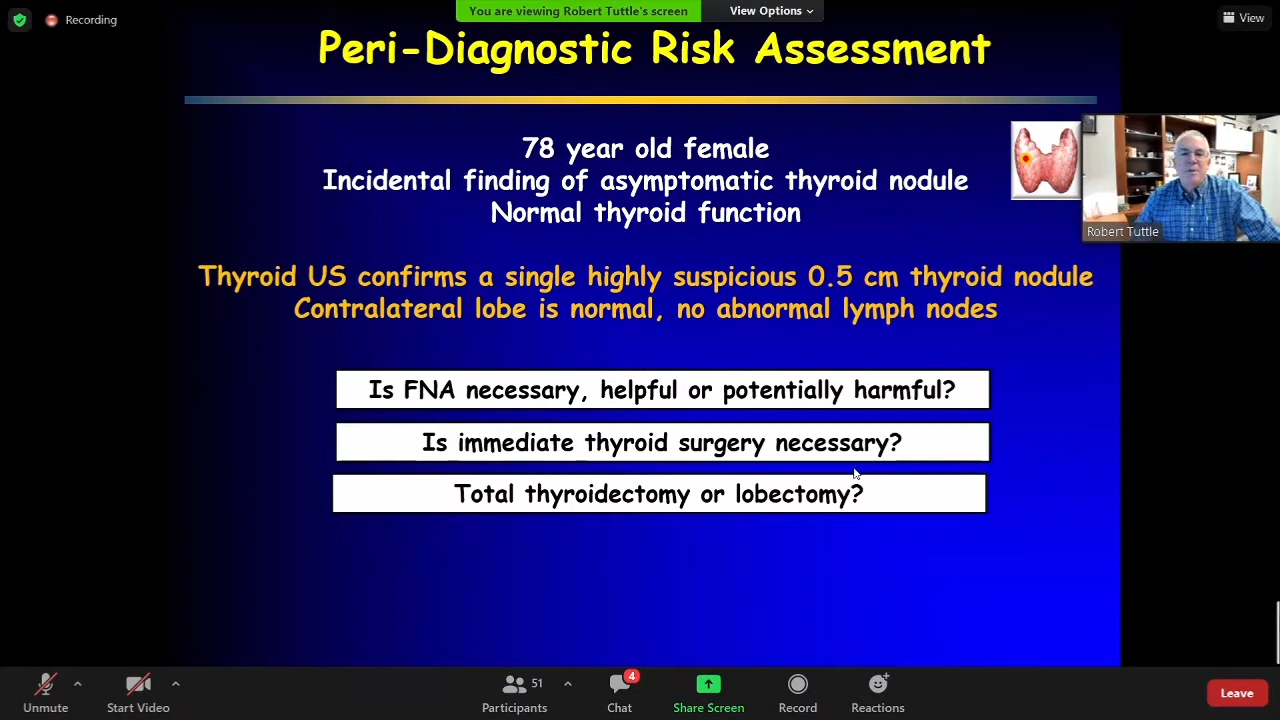 Recording
You are viewing Robert Tuttle's screen
View Options
View
Peri-Diagnostic Risk Assessment
78 year old female
Incidental finding of asymptomatic thyroid nodule
Normal thyroid function
Robert Tuttle
Thyroid US confirms a single highly suspicious 0.5 cm thyroid nodule
Contralateral lobe is normal, no abnormal lymph nodes
Is FNA necessary, helpful or potentially harmful?
Is immediate thyroid surgery necessary?
Total thyroidectomy or lobectomy?
51
4
Unmute
Start Video
Participants
Chat
Share Screen
Record
Reactions
Leave